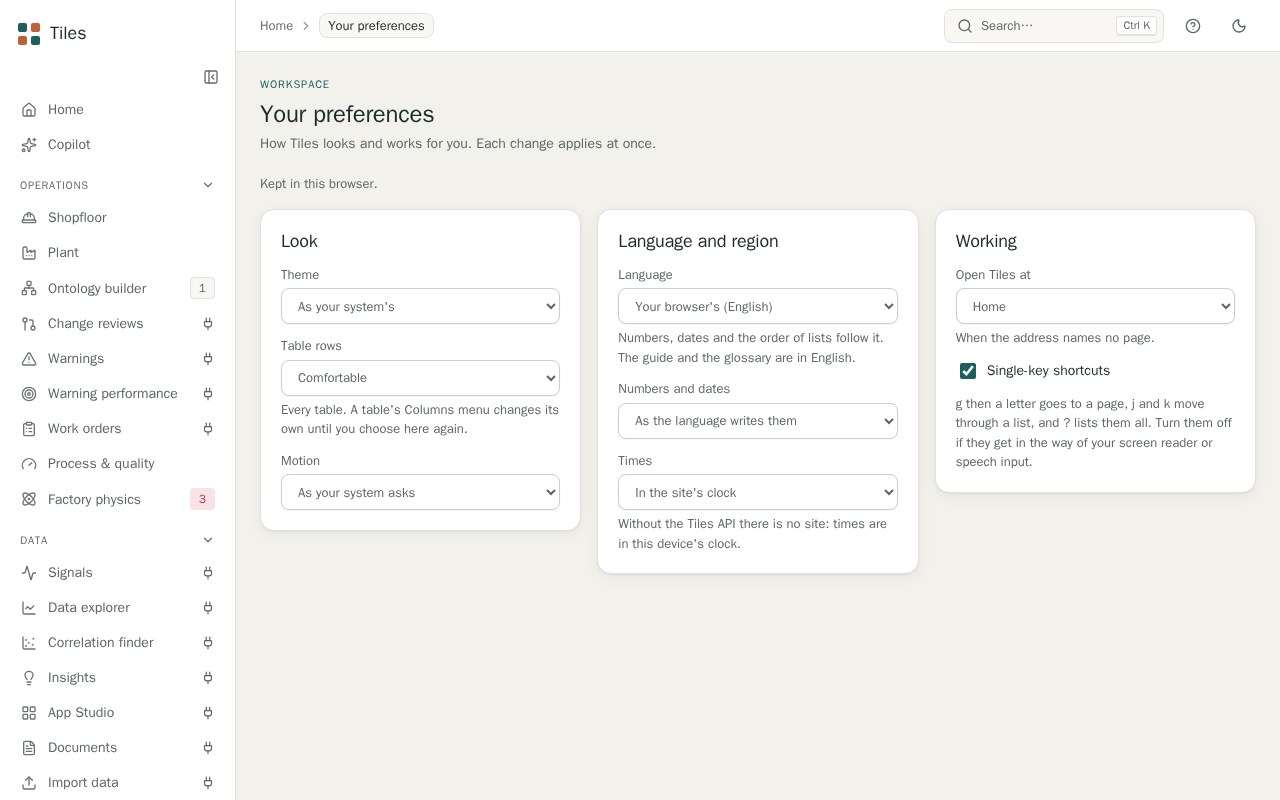 Tiles
Home
Copilot
OPERATIONS
Shopfloor
Plant
Ontology builder 1
Change reviews
Warnings
Warning performance
Work orders
Process & quality
Factory physics 3
DATA
Signals
Data explorer
Correlation finder
Insights
App Studio
Documents
Import data
Home Your preferences
Search… Ctrl K
WORKSPACE
Your preferences
How Tiles looks and works for you. Each change applies at once.
Kept in this browser.
Look
Theme
As your system's
Table rows
Comfortable
Every table. A table's Columns menu changes its
own until you choose here again.
Motion
As your system asks
Language and region
Language
Your browser's (English)
Numbers, dates and the order of lists follow it.
The guide and the glossary are in English.
Numbers and dates
As the language writes them
Times
In the site's clock
Without the Tiles API there is no site: times are
in this device's clock.
Working
Open Tiles at
Home
When the address names no page.
Single-key shortcuts
g then a letter goes to a page, j and k move
through a list, and ? lists them all. Turn them off
if they get in the way of your screen reader or
speech input.